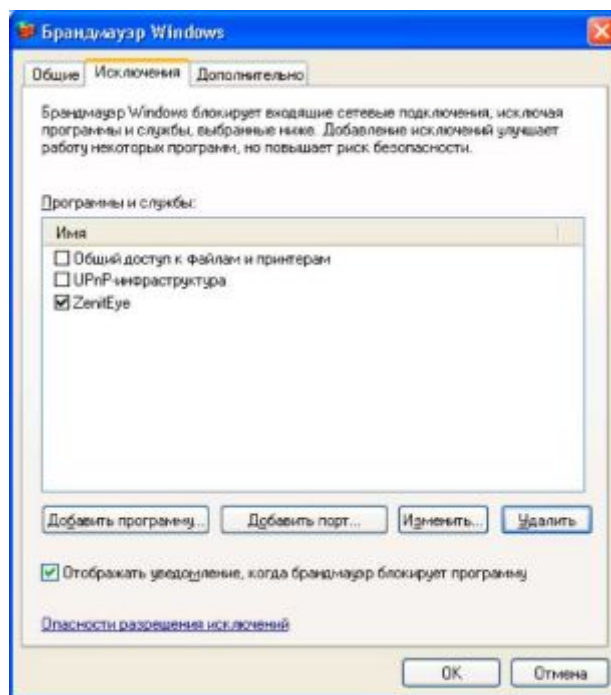 Брандмауэр Windows
Общие Исключения Дополнительно
Брандмауэр Windows блокирует входящие сетевые подключения, исключая
программы и службы, выбранные ниже. Добавление исключений улучшает
работу некоторых программ, но повышает риск безопасности.
Программы и службы:
Имя
Общий доступ к файлам и принтерам
UPnP-инфраструктура
ZenitEye
Добавить программу... Добавить порт... Изменить... Удалить
Отображать уведомление, когда брандмауэр блокирует программу
Опасности разрешения исключений
OK Отмена